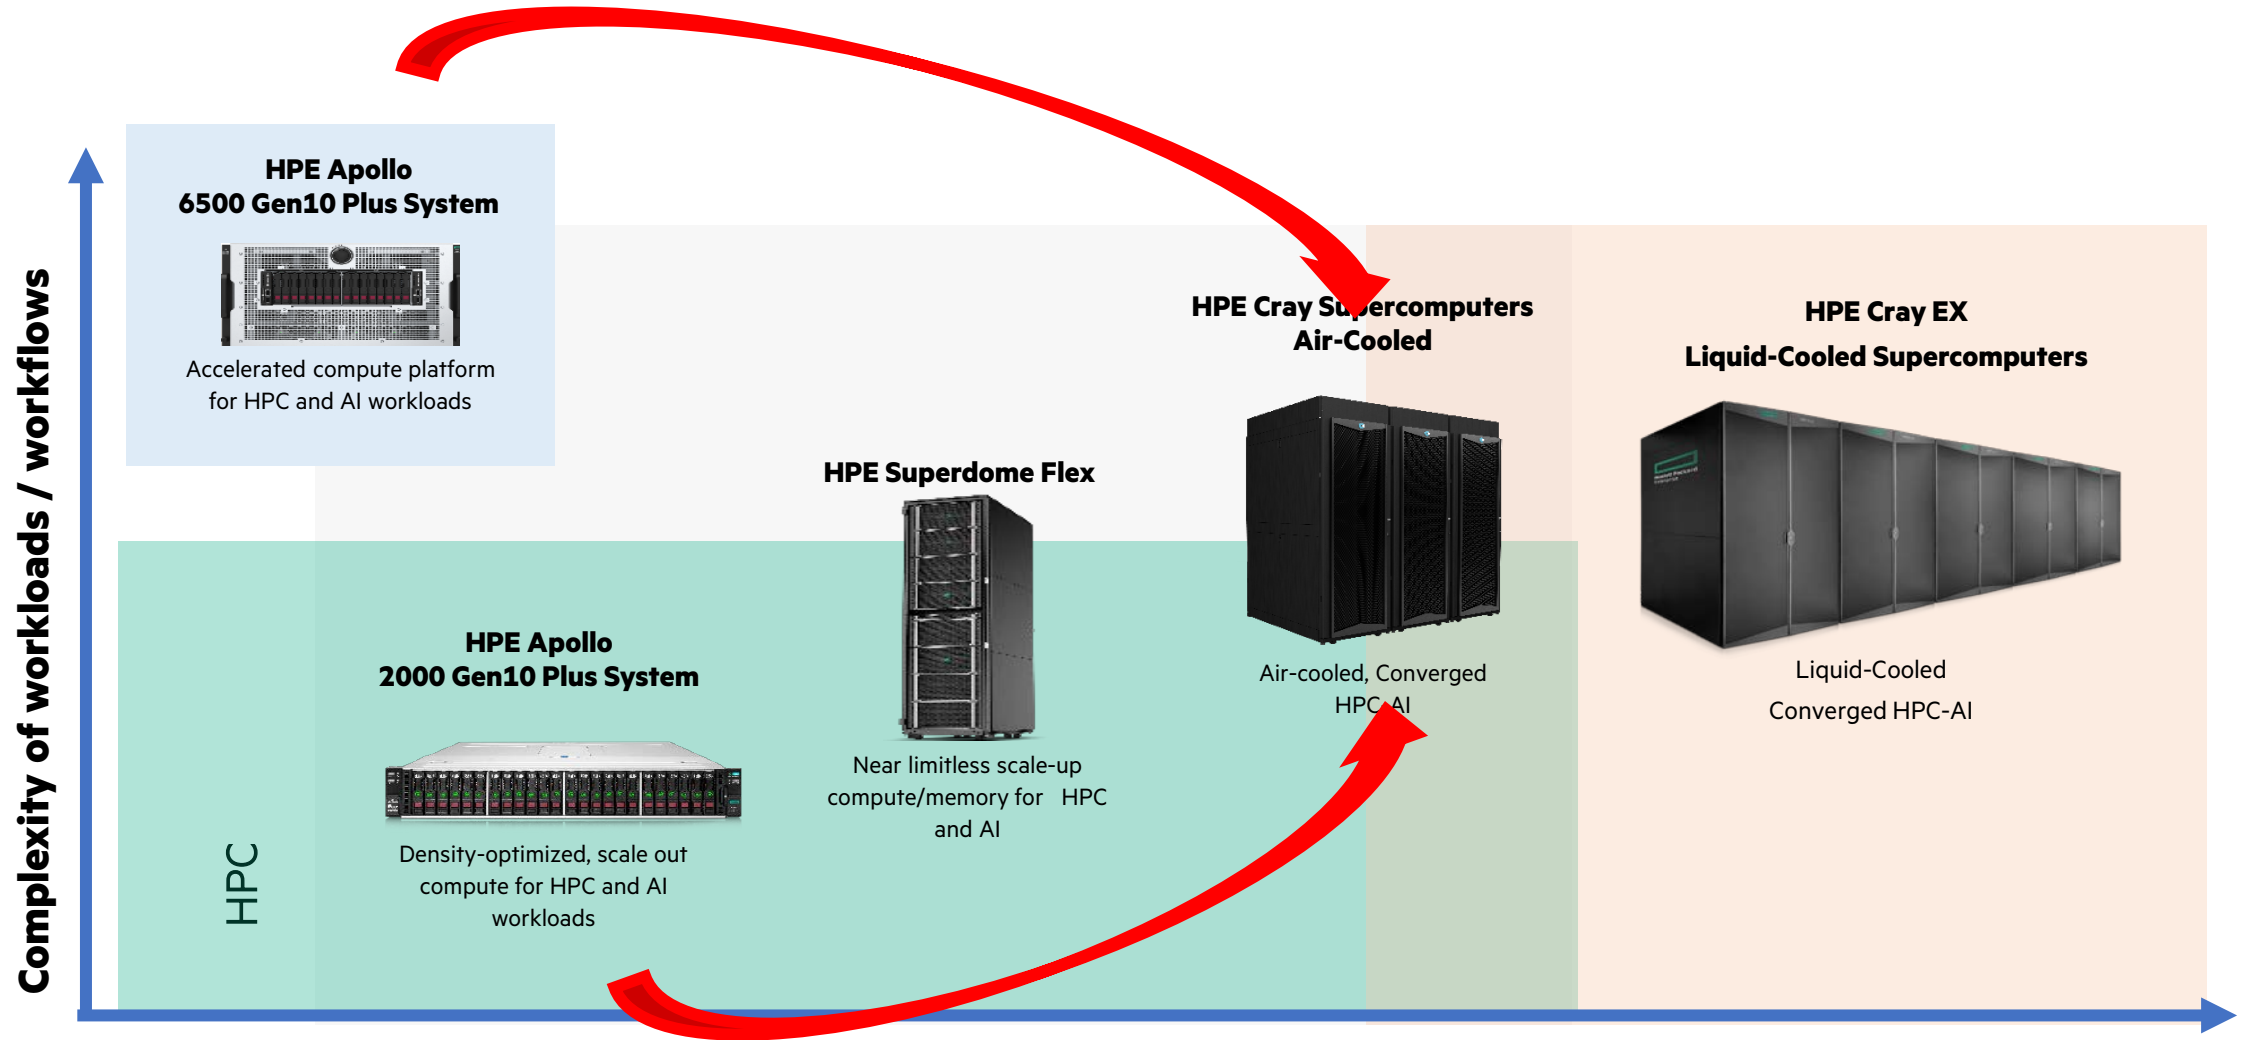 Complexity of workloads / workflows
HPE Apollo
6500 Gen10 Plus System
Accelerated compute platform
for HPC and AI workloads
HPC
HPE Apollo
2000 Gen10 Plus System
Density-optimized, scale out
compute for HPC and AI
workloads
HPE Superdome Flex
Near limitless scale-up
compute/memory for HPC
and AI
HPE Cray Supercomputers
Air-Cooled
Air-cooled, Converged
HPC-AI
HPE Cray EX
Liquid-Cooled Supercomputers
Liquid-Cooled
Converged HPC-AI